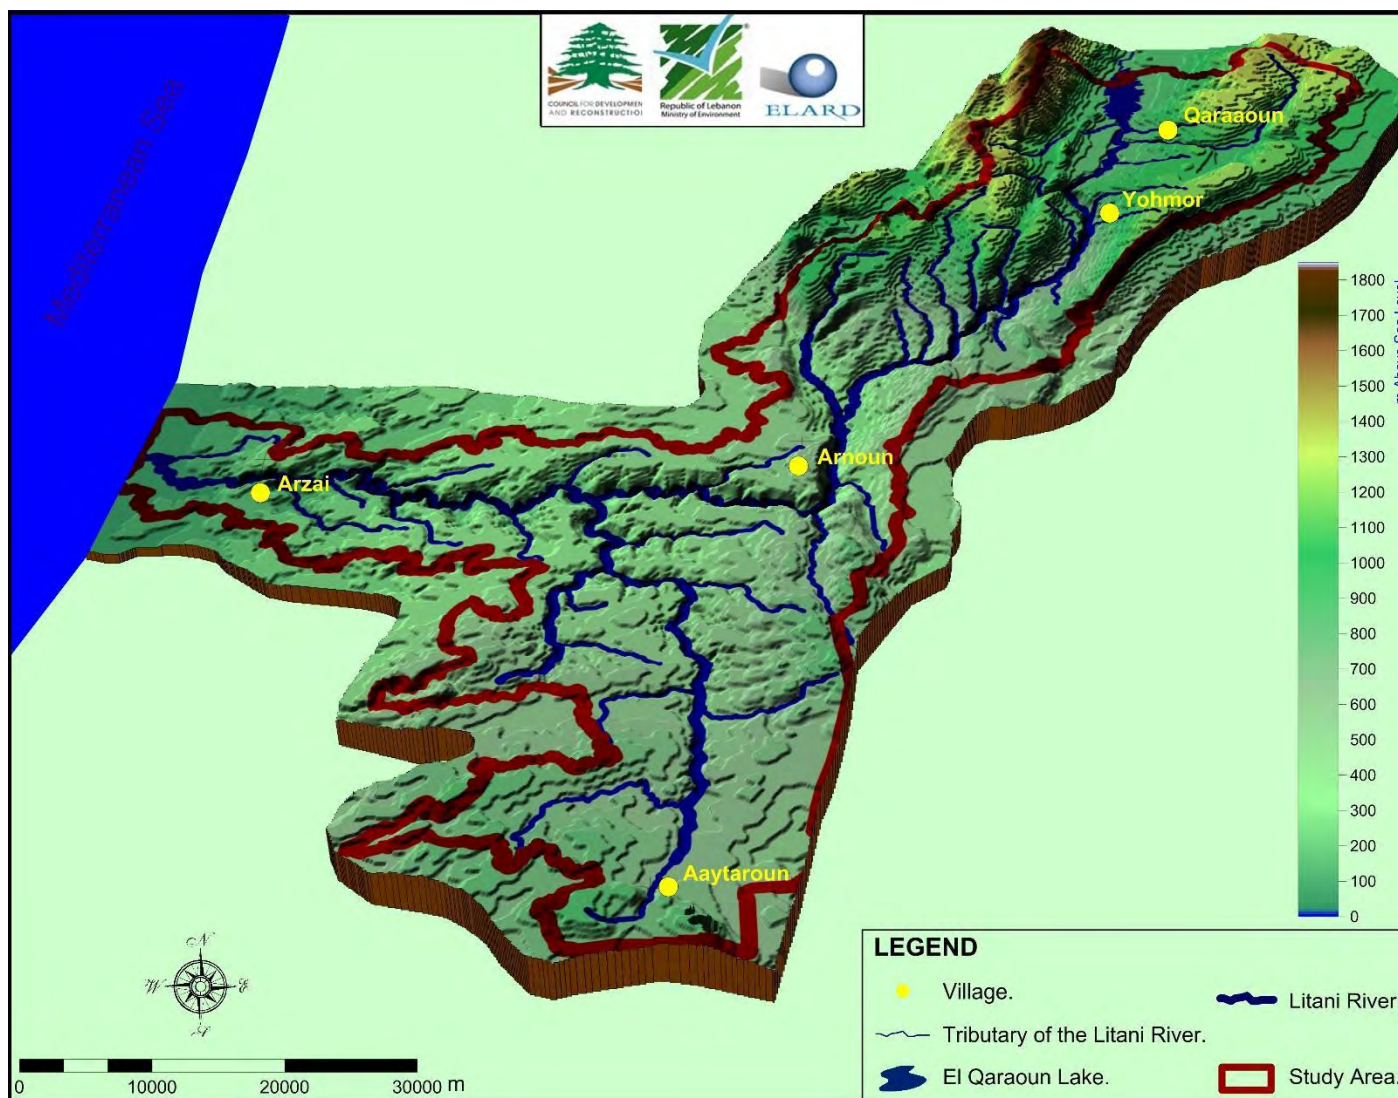 COUNCIL FOR DEVELOPMEN
AND RECONSTRUCTIO
Republic of Lebanon
Ministry of Environment
ELARD
Mediterranean Sea
Qaraaoun
Yohmor
Arnoun
Arzai
Aaytaroun
1800
1700
1600
1500
1400
1300
1200
1100
1000
900
800
700
600
500
400
300
200
100
0
N
W
E
S
0 10000 20000 30000 m
LEGEND
Village.
Litani River
Tributary of the Litani River.
El Qaraoun Lake.
Study Area.